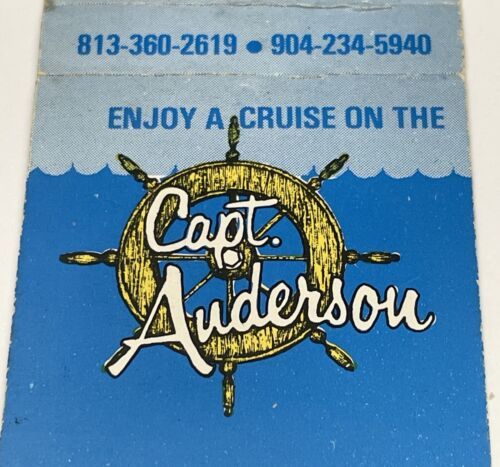 813-360-2619 • 904-234-5940
ENJOY A CRUISE ON THE
Capt.
Anderson